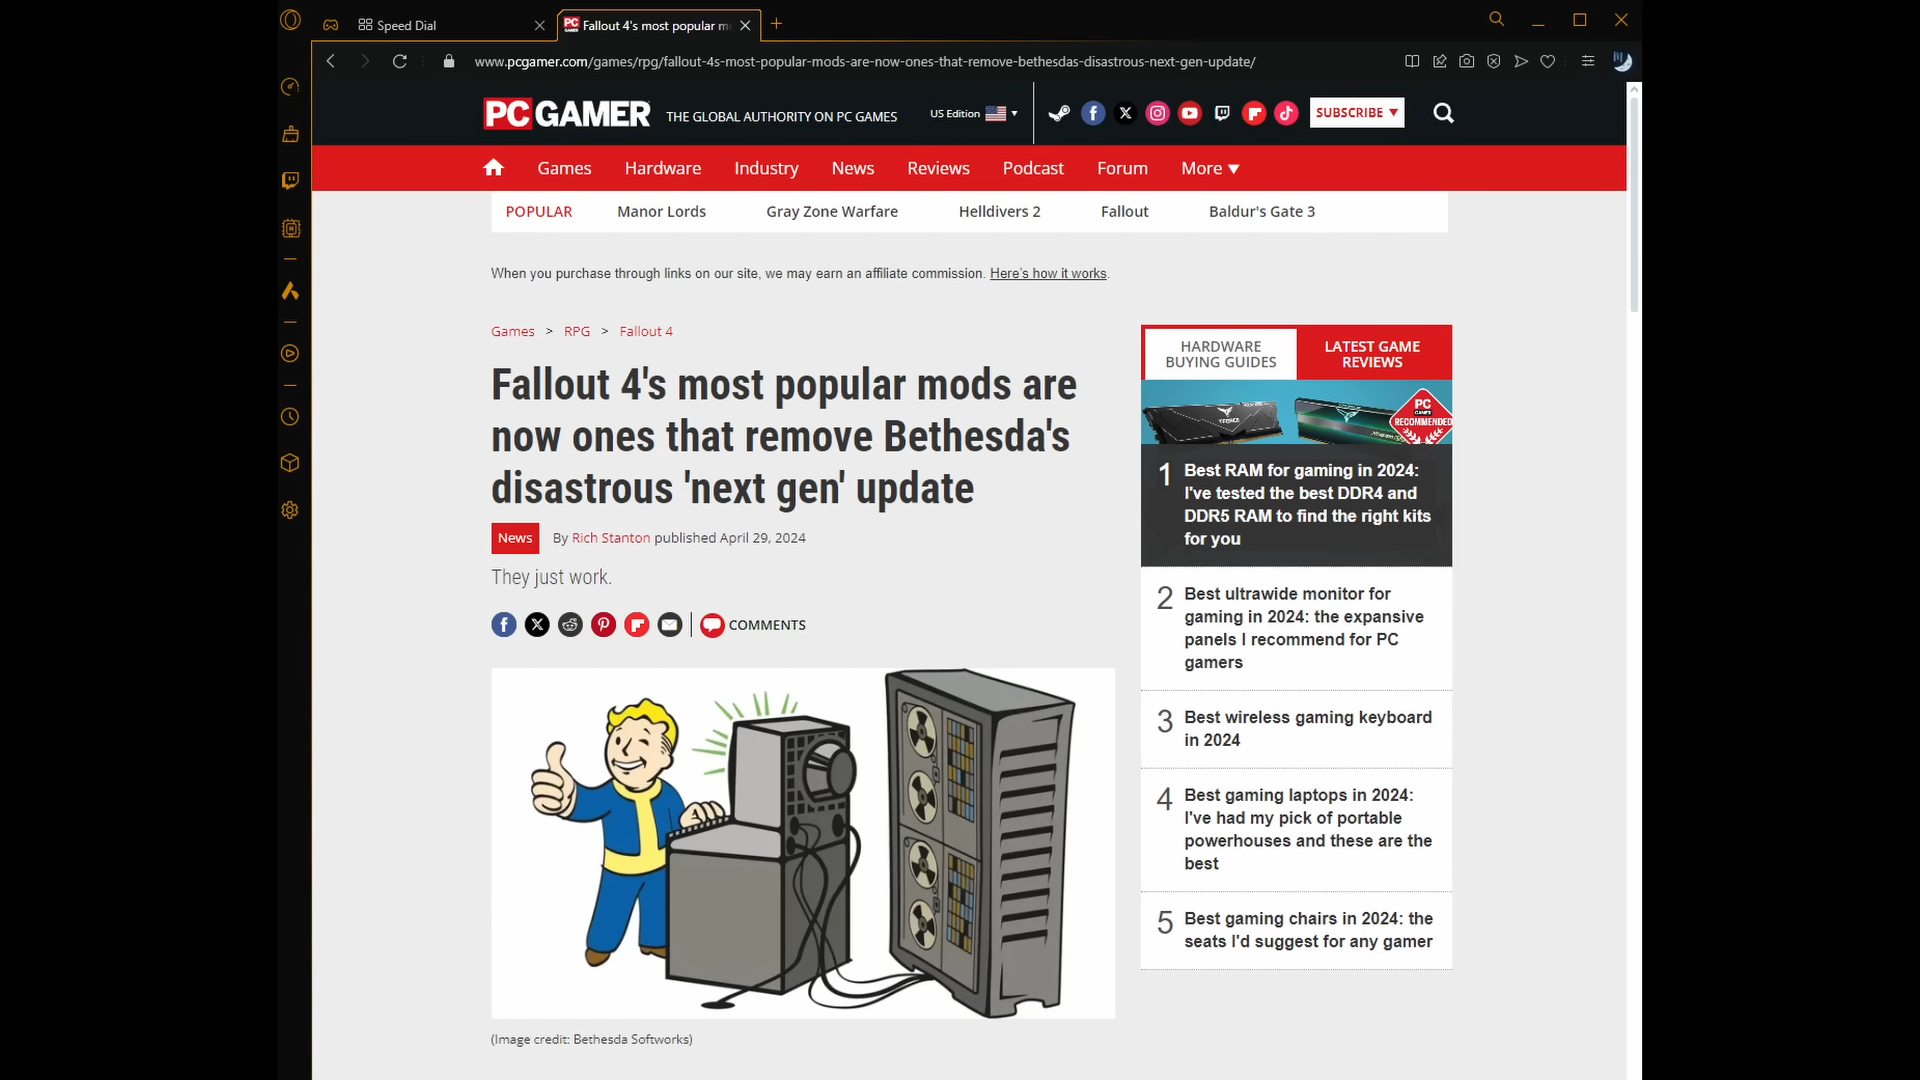 Speed Dial
PC GAMER Fallout 4's most popular m
www.pcgamer.com/games/rpg/fallout-4s-most-popular-mods-are-now-ones-that-remove-bethesdas-disastrous-next-gen-update/
PC GAMER THE GLOBAL AUTHORITY ON PC GAMES US Edition SUBSCRIBE ▼
Games Hardware Industry News Reviews Podcast Forum More ▼
POPULAR Manor Lords Gray Zone Warfare Helldivers 2 Fallout Baldur's Gate 3
When you purchase through links on our site, we may earn an affiliate commission. Here's how it works.
Games > RPG > Fallout 4
Fallout 4's most popular mods are
now ones that remove Bethesda's
disastrous 'next gen' update
News By Rich Stanton published April 29, 2024
They just work.
COMMENTS
(Image credit: Bethesda Softworks)
HARDWARE
BUYING GUIDES
LATEST GAME
REVIEWS
T-FORCE
PC
GAMER
RECOMMENDED
1 Best RAM for gaming in 2024:
I've tested the best DDR4 and
DDR5 RAM to find the right kits
for you
2 Best ultrawide monitor for
gaming in 2024: the expansive
panels I recommend for PC
gamers
3 Best wireless gaming keyboard
in 2024
4 Best gaming laptops in 2024:
I've had my pick of portable
powerhouses and these are the
best
5 Best gaming chairs in 2024: the
seats I'd suggest for any gamer